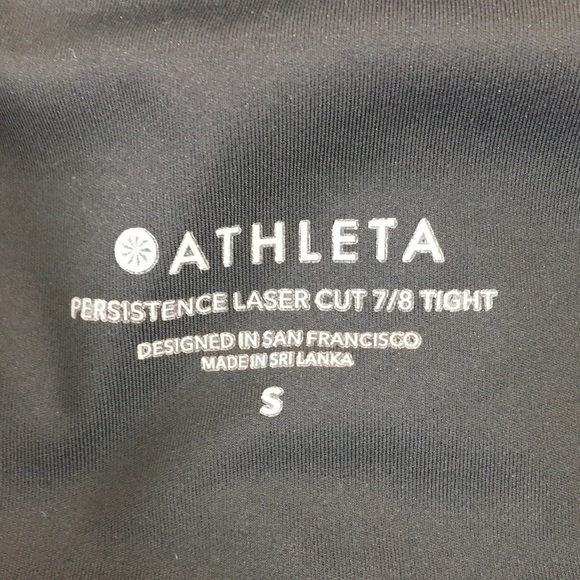 ATHLETA
PERSISTENCE LASER CUT 7/8 TIGHT
DESIGNED IN SAN FRANCISCO
MADE IN SRI LANKA
S